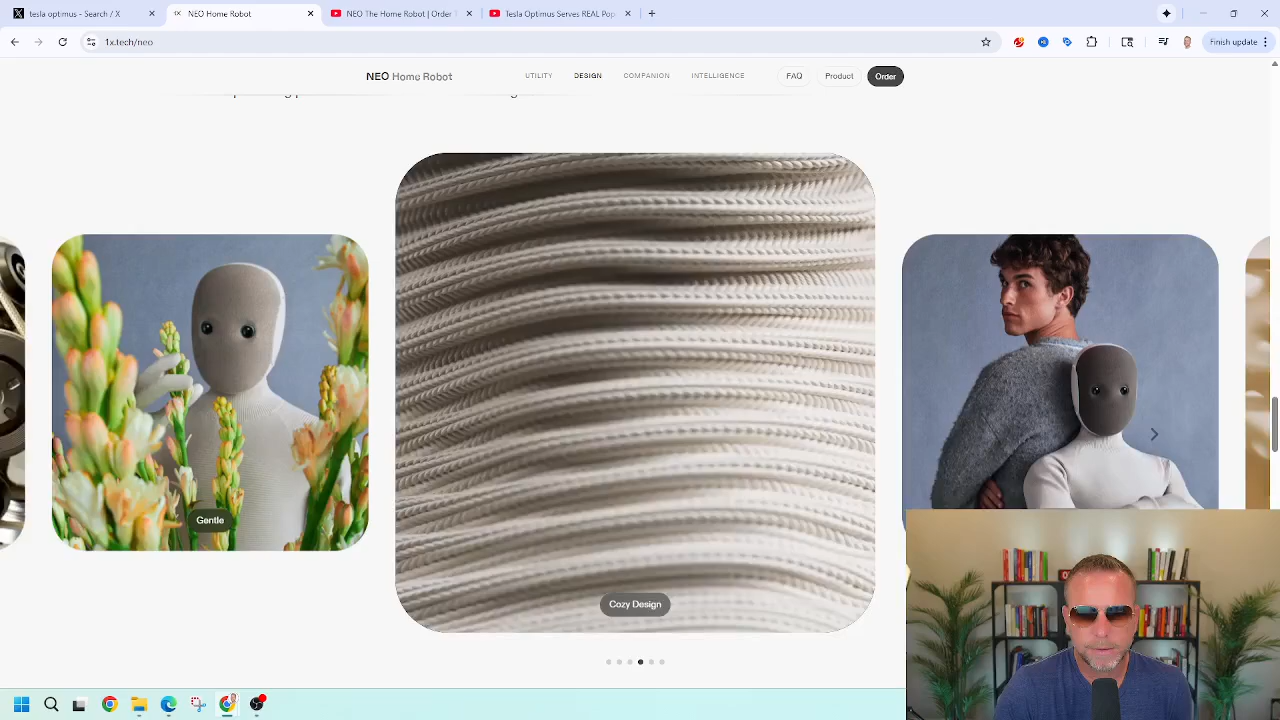 tesla optimus - Search / X
NEO Home Robot
NEO The Home Robot | Order T
Tesla Optimus Serves REAL Pop
1x.tech/neo
Finish update
NEO Home Robot
UTILITY
DESIGN
COMPANION
INTELLIGENCE
FAQ
Product
Order
Gentle
Cozy Design